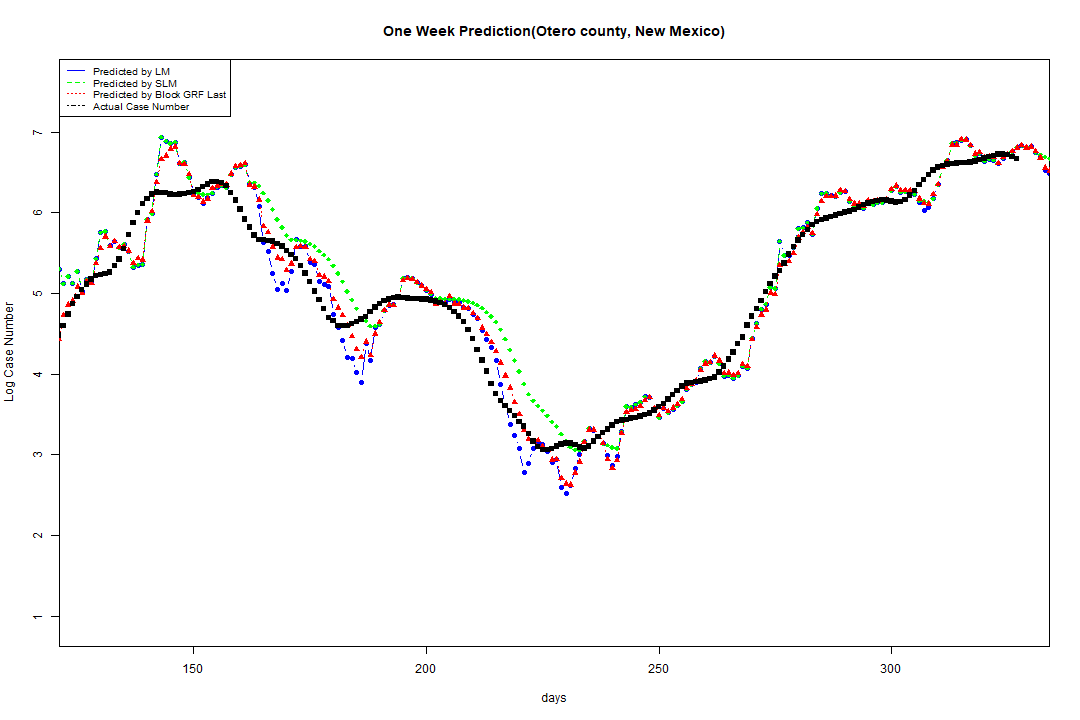 One Week Prediction(Otero county, New Mexico)
Predicted by LM
Predicted by SLM
Predicted by Block GRF Last
Actual Case Number
7
6
5
4
3
2
1
Log Case Number
150 200 250 300
days